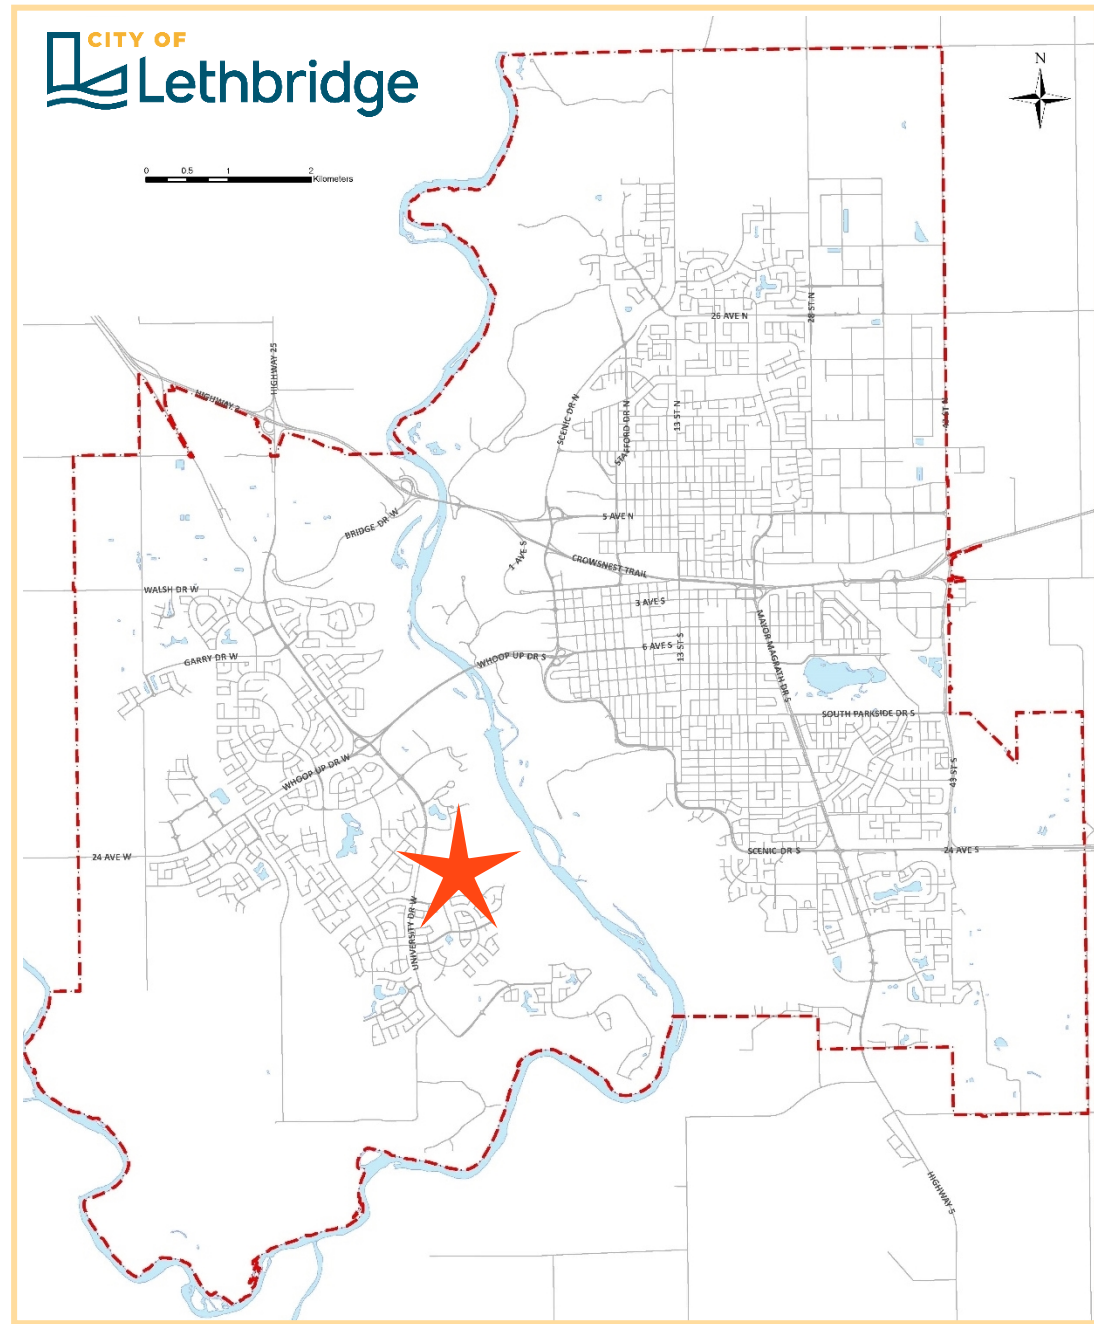 CITY OF
Lethbridge
N
0 0.5 1 2
Kilometers
26 AVE N
28 ST N
HIGHWAY 25
HIGHWAY 3
SCENIC DR N
STAFFORD DR N
13 ST N
43 ST N
5 AVE N
BRIDGE DR W
1 AVE S
CROWSNEST TRAIL
WALSH DR W
3 AVE S
6 AVE S
13 ST S
MAYOR MAGRATH DR S
GARRY DR W
WHOOP UP DR S
SOUTH PARKSIDE DR S
WHOOP UP DR W
43 ST S
24 AVE W
SCENIC DR S
24 AVE S
UNIVERSITY DR W
HIGHWAY 5